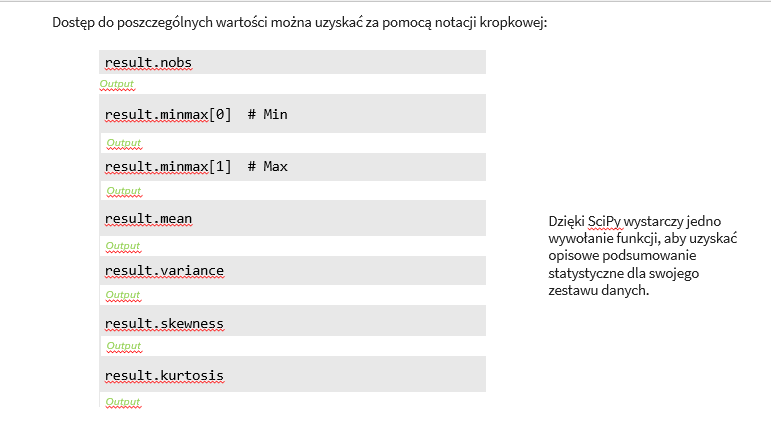 Dostęp do poszczególnych wartości można uzyskać za pomocą notacji kropkowej:
result.nobs
Output
result.minmax[0]  # Min
Output
result.minmax[1]  # Max
Output
result.mean
Output
result.variance
Output
result.skewness
Output
result.kurtosis
Output
Dzięki SciPy wystarczy jedno
wywołanie funkcji, aby uzyskać
opisowe podsumowanie
statystyczne dla swojego
zestawu danych.